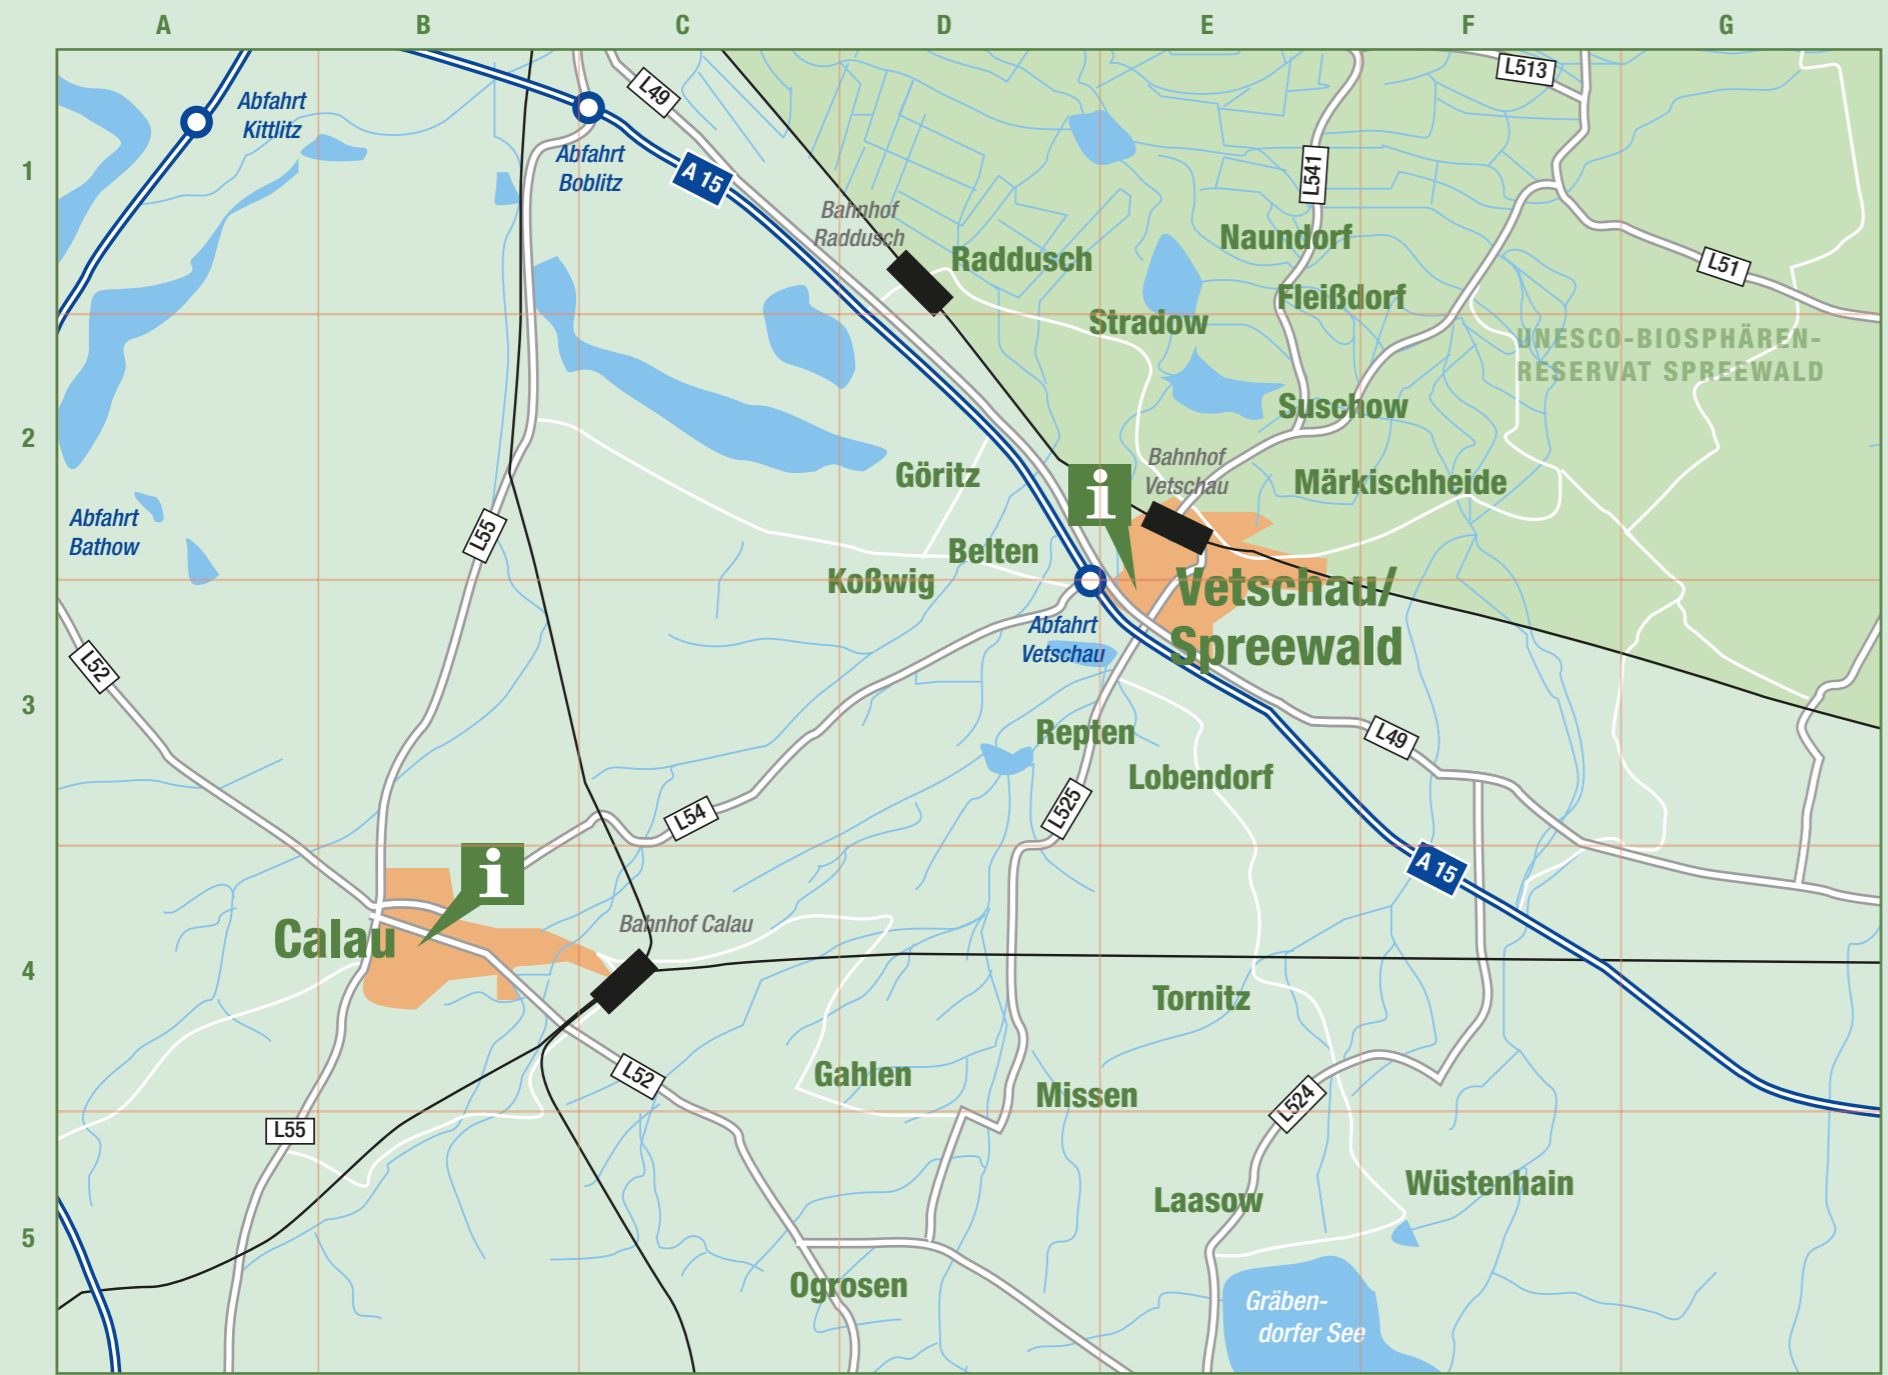 A B C D E F G
L513
L49
Abfahrt
Kittlitz
1
Abfahrt
Boblitz
A 15
L541
Bahnhof
Raddusch
Raddusch
Naundorf
L51
Fleißdorf
Stradow
UNESCO-BIOSPHÄREN-
RESERVAT SPREEWALD
Suschow
2
Göritz
Bahnhof
Vetschau
Märkischheide
i
Abfahrt
Bathow
L55
Belten
Koßwig
Vetschau/
Spreewald
Abfahrt
Vetschau
L52
3
Repten
L49
Lobendorf
L525
L54
i
A 15
Calau
Bahnhof Calau
4
Tornitz
Gahlen
L52
Missen
L524
L55
Wüstenhain
Laasow
5
Ogrosen
Gräben-
dorfer See